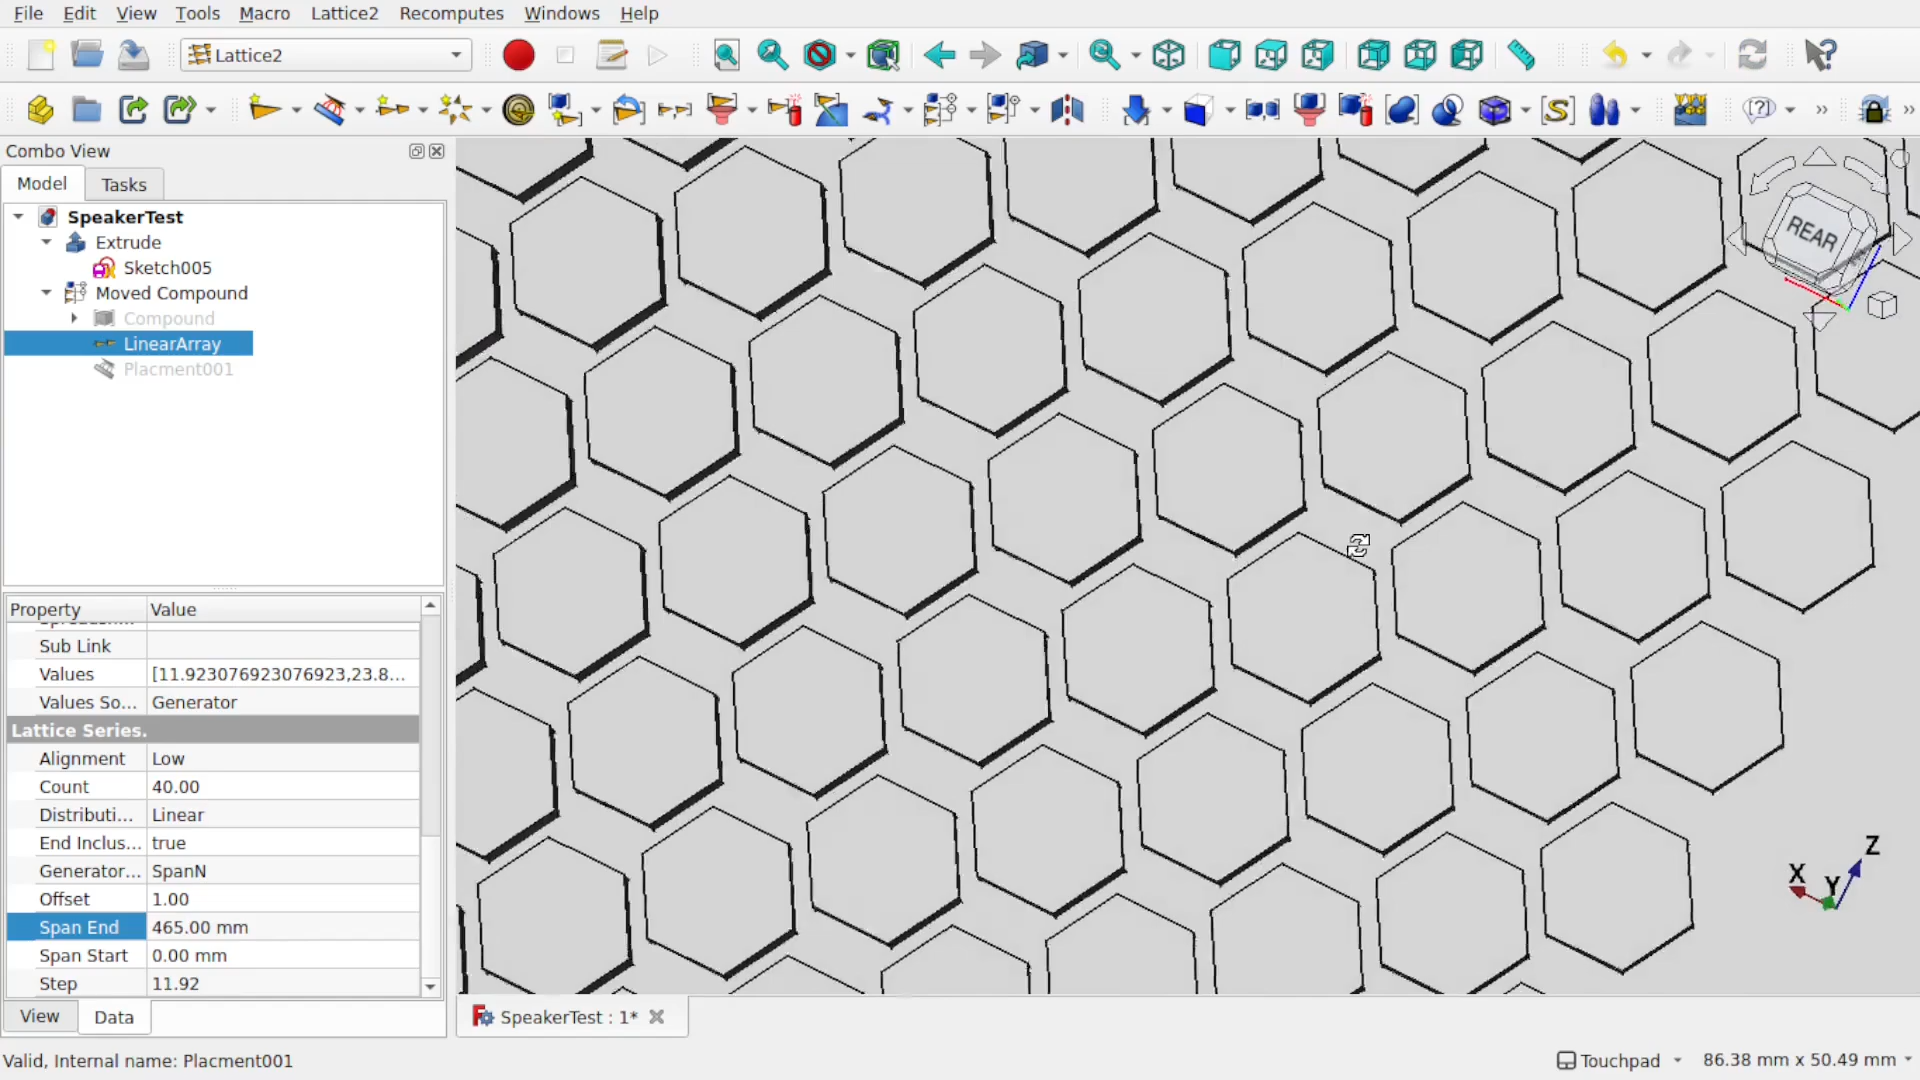 File Edit View Tools Macro Lattice2 Recomputes Windows Help
Lattice2
Combo View
Model Tasks
SpeakerTest
Extrude
Sketch005
Moved Compound
Compound
LinearArray
Placment001
Property Value
Sub Link
Values [11.923076923076923,23.8...
Values So... Generator
Lattice Series.
Alignment Low
Count 40.00
Distributi... Linear
End Inclus... true
Generator... SpanN
Offset 1.00
Span End 465.00 mm
Span Start 0.00 mm
Step 11.92
View Data
REAR
X Y Z
SpeakerTest : 1*
Valid, Internal name: Placment001
Touchpad 86.38 mm x 50.49 mm